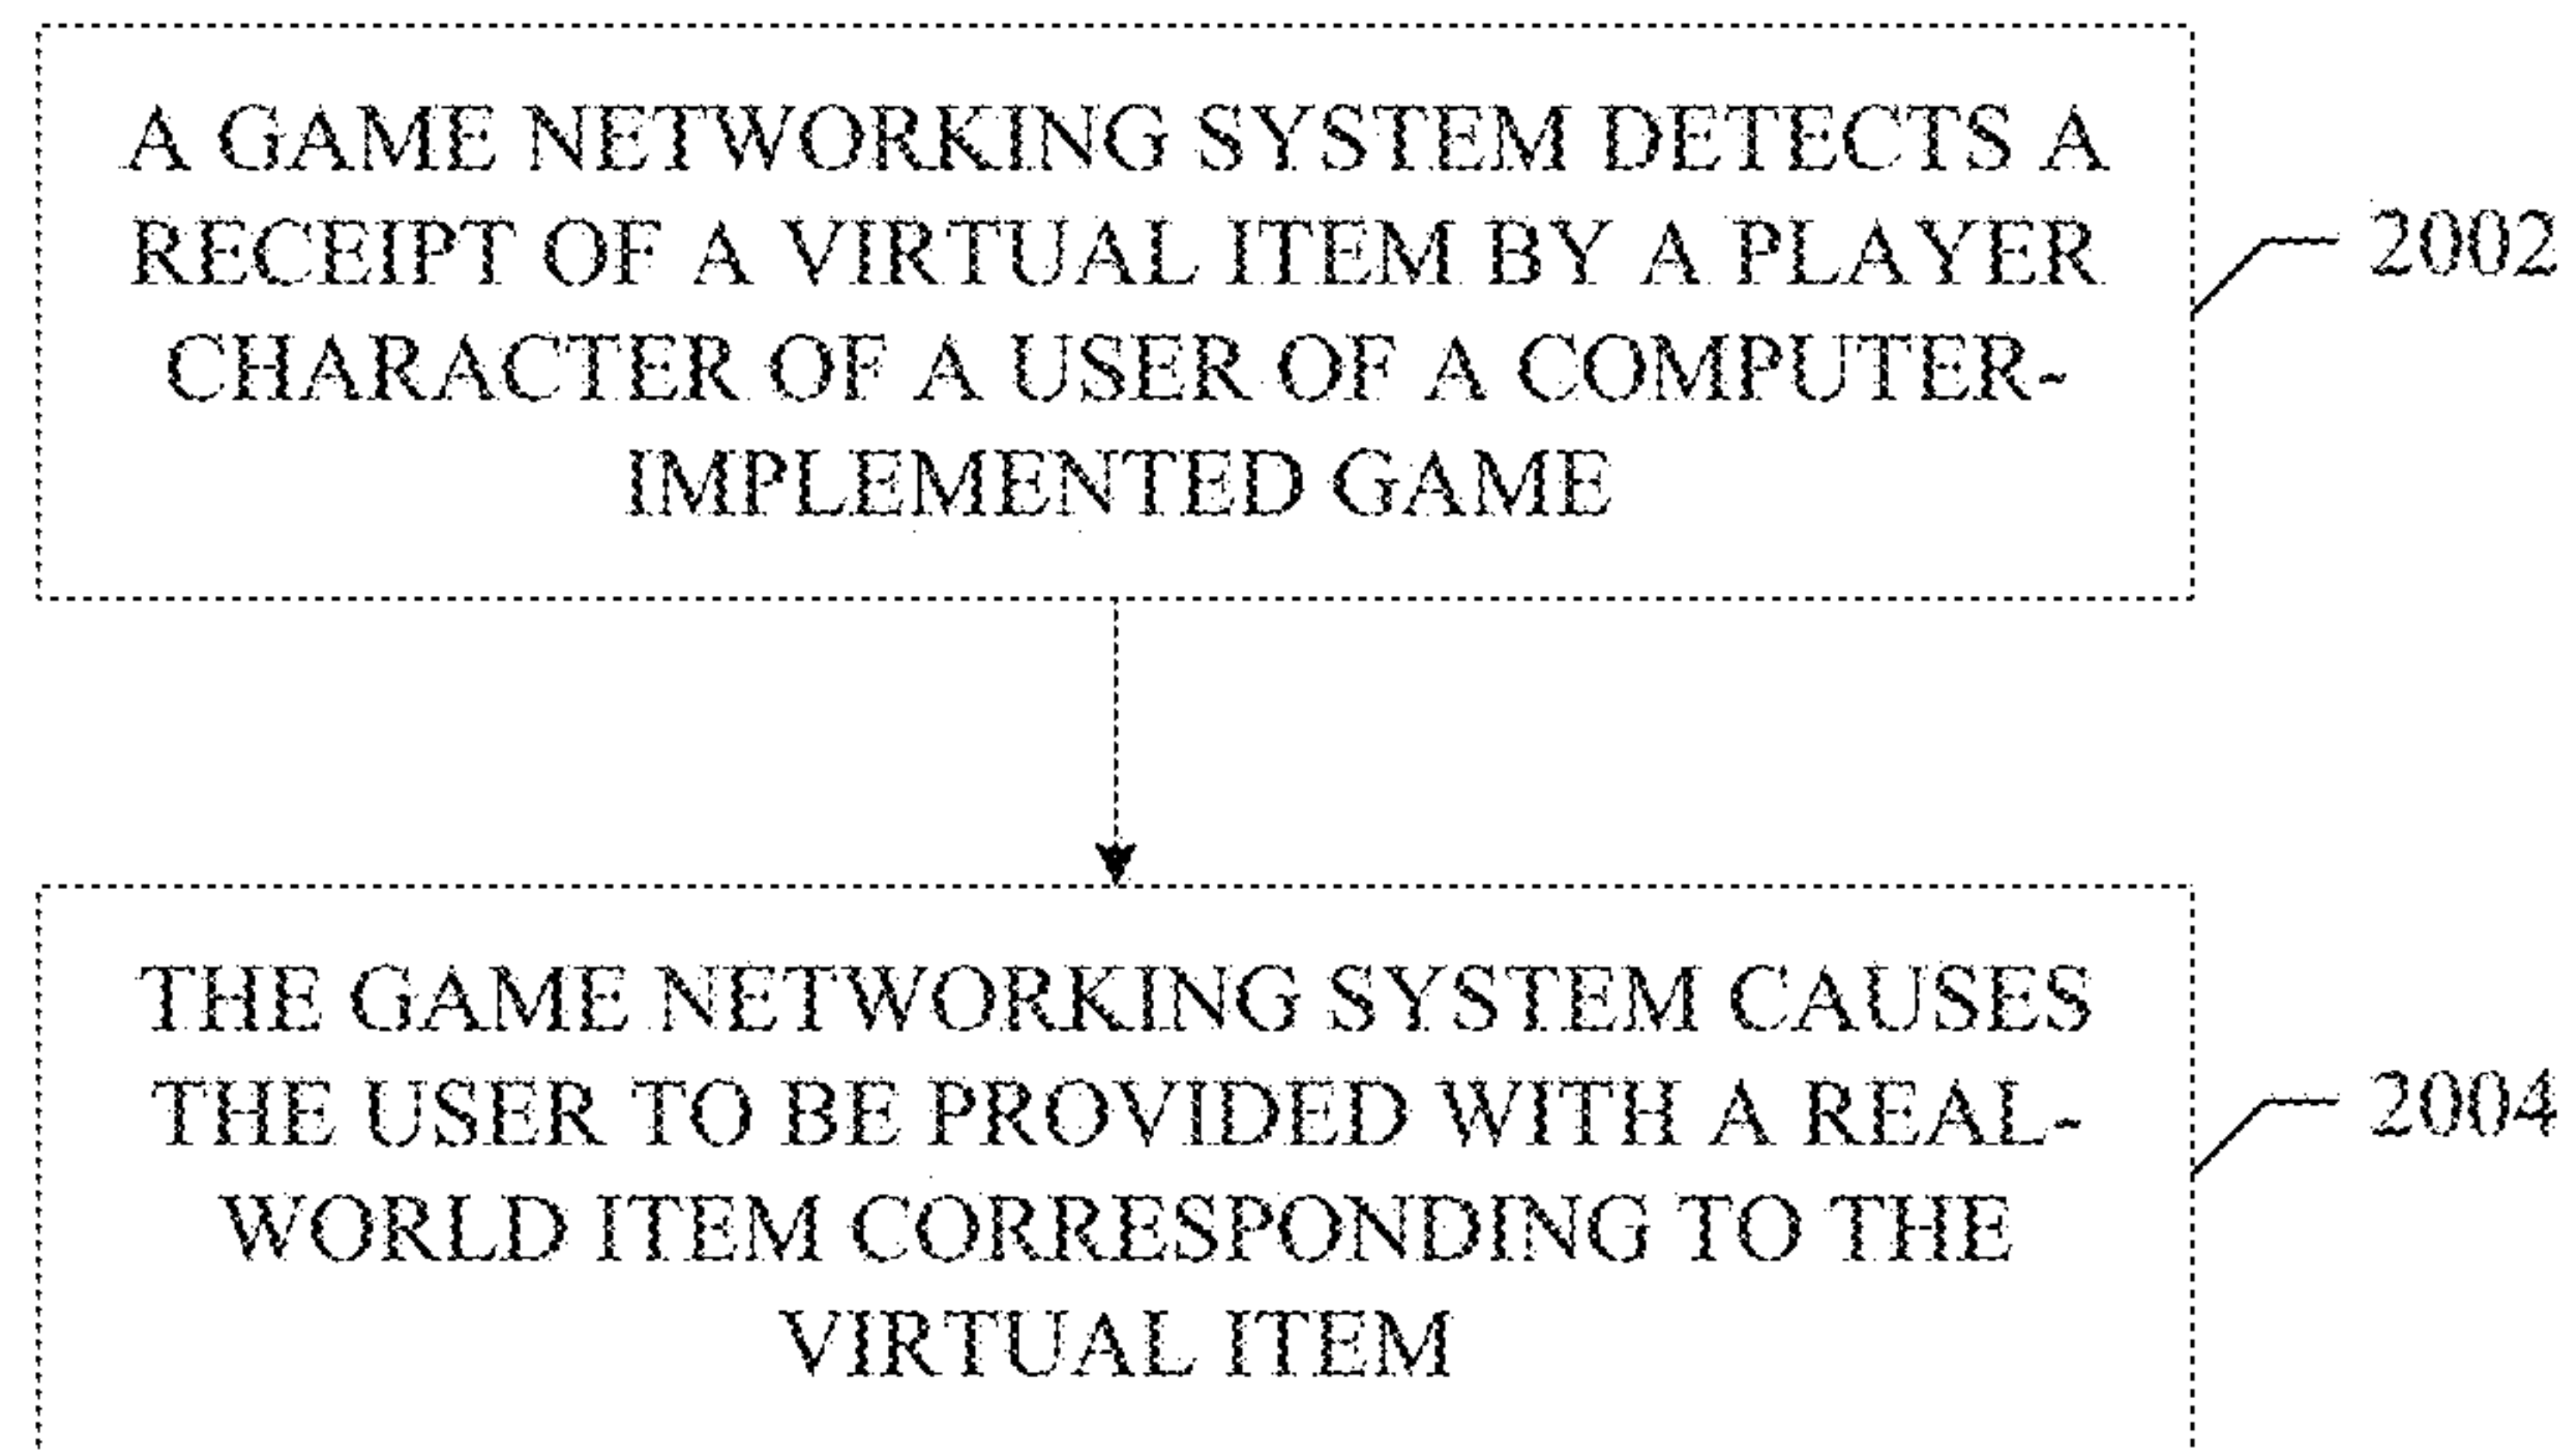 A GAME NETWORKING SYSTEM DETECTS A
RECEIPT OF A VIRTUAL ITEM BY A PLAYER
CHARACTER OF A USER OF A COMPUTER-
IMPLEMENTED GAME
2002
THE GAME NETWORKING SYSTEM CAUSES
THE USER TO BE PROVIDED WITH A REAL-
WORLD ITEM CORRESPONDING TO THE
VIRTUAL ITEM
2004